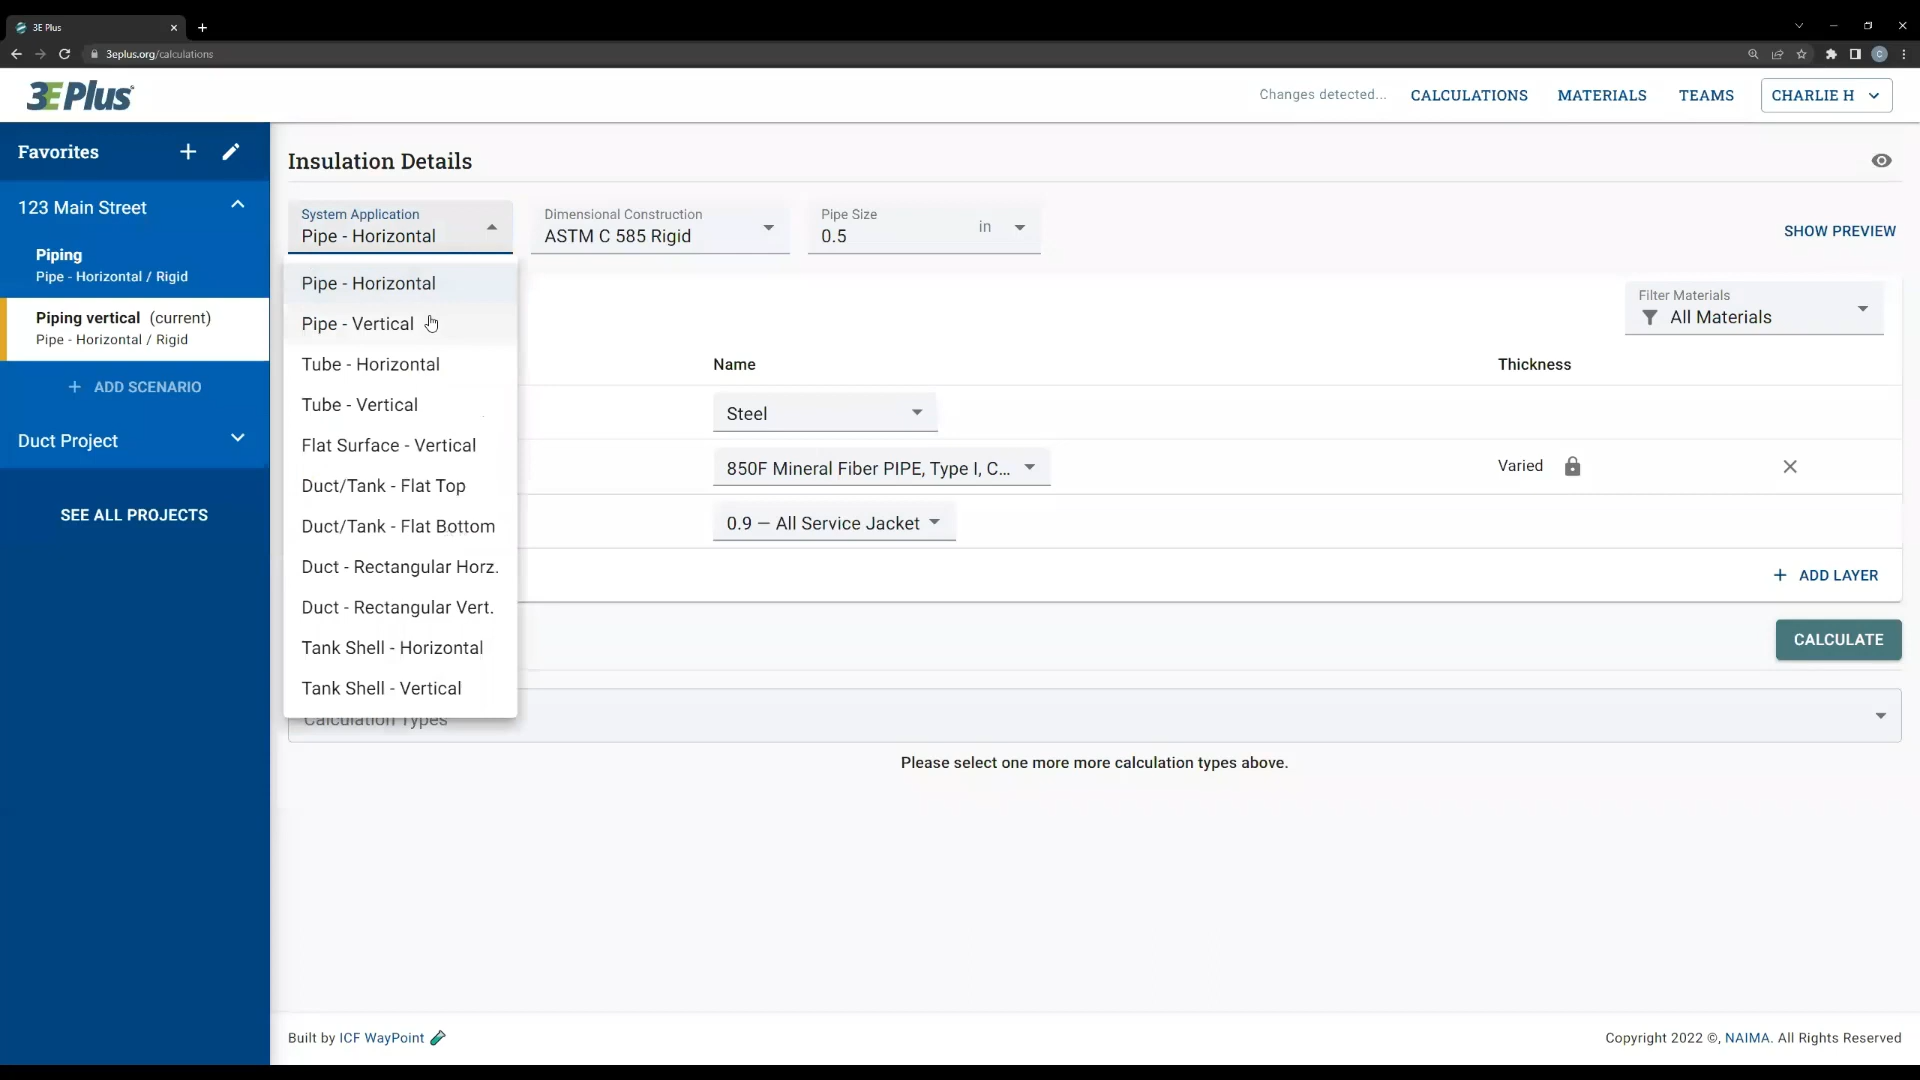 3E Plus
3eplus.org/calculations
3E Plus
Changes detected...
CALCULATIONS
MATERIALS
TEAMS
CHARLIE H
Favorites
123 Main Street
Piping
Pipe - Horizontal / Rigid
Piping vertical (current)
Pipe - Horizontal / Rigid
+ ADD SCENARIO
Duct Project
SEE ALL PROJECTS
Insulation Details
System Application
Pipe - Horizontal
Dimensional Construction
ASTM C 585 Rigid
Pipe Size
0.5 in
SHOW PREVIEW
Pipe - Horizontal
Pipe - Vertical
Tube - Horizontal
Tube - Vertical
Flat Surface - Vertical
Duct/Tank - Flat Top
Duct/Tank - Flat Bottom
Duct - Rectangular Horz.
Duct - Rectangular Vert.
Tank Shell - Horizontal
Tank Shell - Vertical
Filter Materials
All Materials
Name
Thickness
Steel
850F Mineral Fiber PIPE, Type I, C...
Varied
0.9 — All Service Jacket
+ ADD LAYER
CALCULATE
Calculation Types
Please select one more more calculation types above.
Built by ICF WayPoint
Copyright 2022 ©, NAIMA. All Rights Reserved